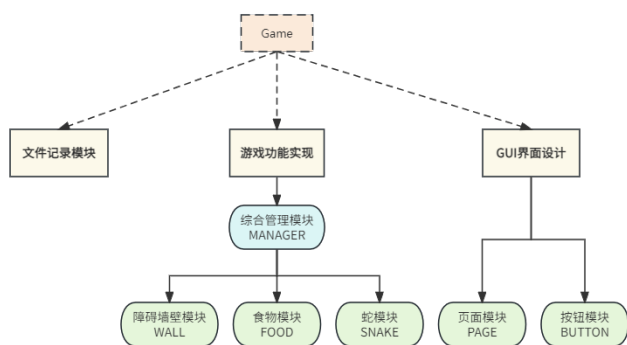 Game
文件记录模块
游戏功能实现
GUI界面设计
综合管理模块
MANAGER
障碍墙壁模块
WALL
食物模块
FOOD
蛇模块
SNAKE
页面模块
PAGE
按钮模块
BUTTON